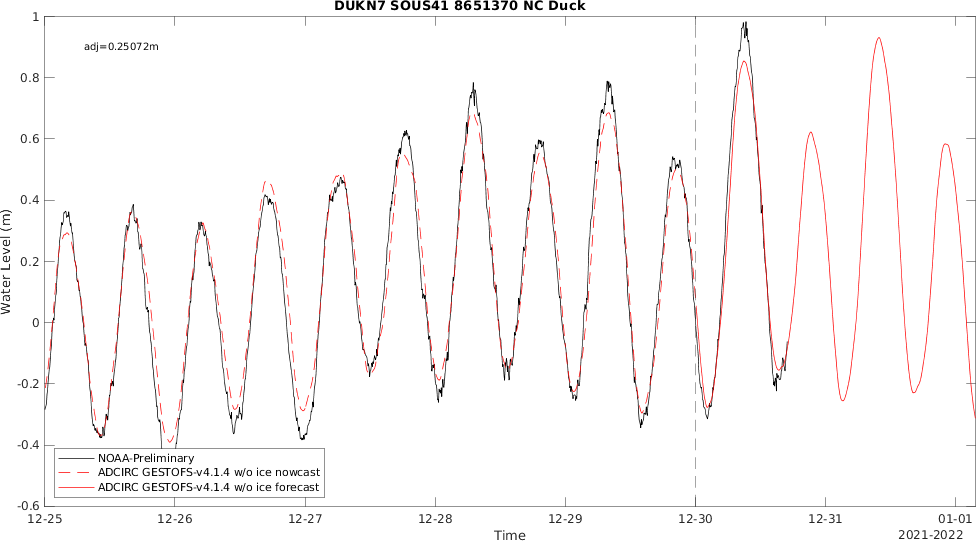 DUKN7 SOUS41 8651370 NC Duck
adj=0.25072m
1
0.8
0.6
0.4
0.2
0
-0.2
-0.4
-0.6
Water Level (m)
NOAA-Preliminary
ADCIRC GESTOFS-v4.1.4 w/o ice nowcast
ADCIRC GESTOFS-v4.1.4 w/o ice forecast
12-25 12-26 12-27 12-28 12-29 12-30 12-31 01-01
Time
2021-2022